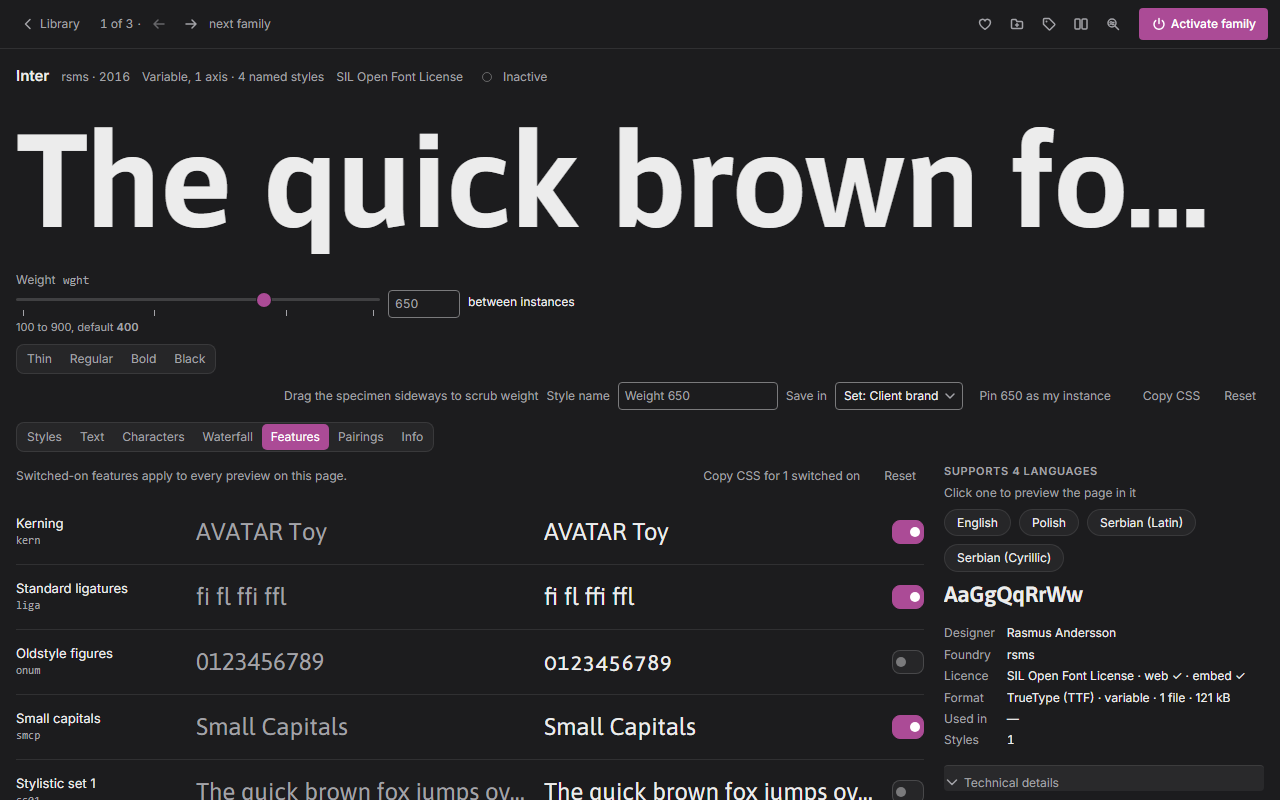 Library 1 of 3 · next family Activate family
Inter rsms · 2016 Variable, 1 axis · 4 named styles SIL Open Font License Inactive
The quick brown fo...
Weight wght
650 between instances
100 to 900, default 400
Thin Regular Bold Black
Drag the specimen sideways to scrub weight Style name Weight 650 Save in Set: Client brand Pin 650 as my instance Copy CSS Reset
Styles Text Characters Waterfall Features Pairings Info
Switched-on features apply to every preview on this page. Copy CSS for 1 switched on Reset
Kerning
kern
AVATAR Toy AVATAR Toy
Standard ligatures
liga
fi fl ffi ffl fi fl ffi ffl
Oldstyle figures
onum
0123456789 0123456789
Small capitals
smcp
Small Capitals Small Capitals
Stylistic set 1
ss01
The quick brown fox jumps ov... The quick brown fox jumps ov...
SUPPORTS 4 LANGUAGES
Click one to preview the page in it
English Polish Serbian (Latin)
Serbian (Cyrillic)
AaGgQqRrWw
Designer Rasmus Andersson
Foundry rsms
Licence SIL Open Font License · web ✓ · embed ✓
Format TrueType (TTF) · variable · 1 file · 121 kB
Used in —
Styles 1
Technical details